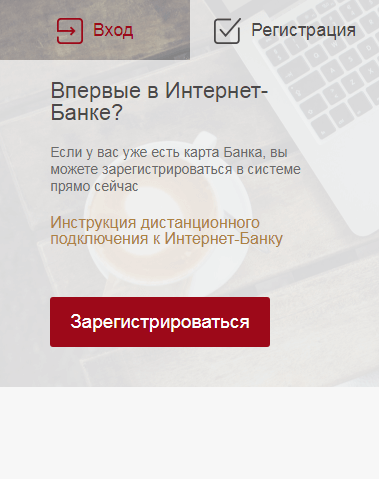 Вход
Регистрация
Впервые в Интернет-
Банке?
Если у вас уже есть карта Банка, вы
можете зарегистрироваться в системе
прямо сейчас
Инструкция дистанционного
подключения к Интернет-Банку
Зарегистрироваться